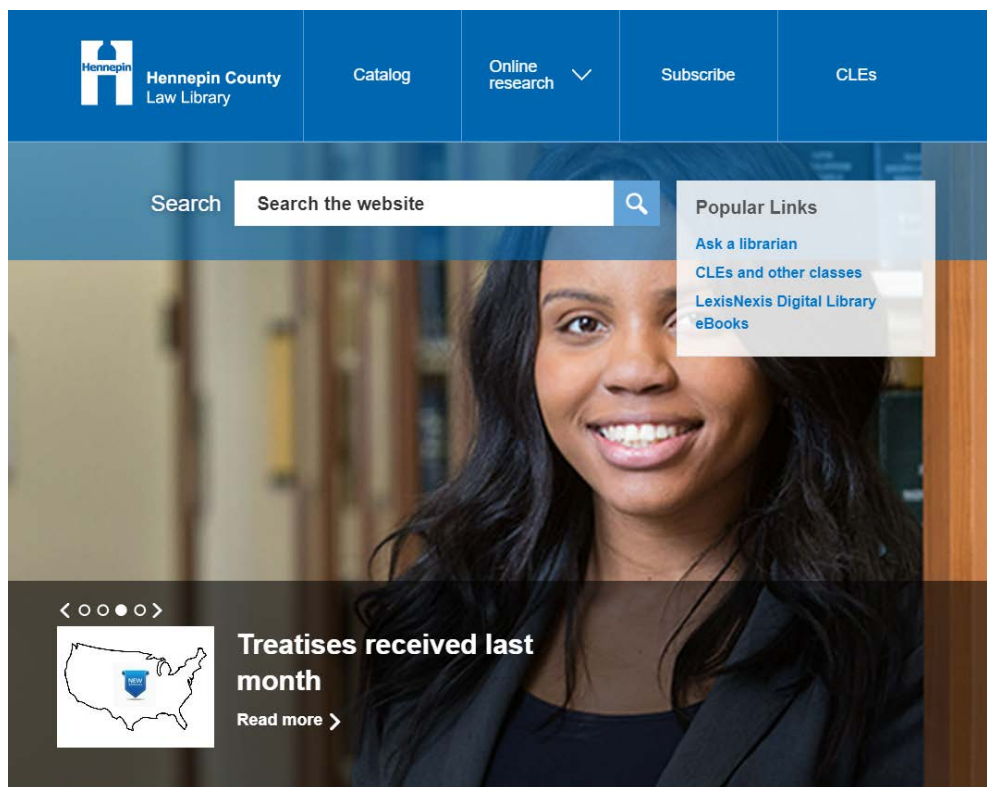 Hennepin
Hennepin County
Law Library
Catalog
Online
research
Subscribe
CLEs
Search
Search the website
Popular Links
Ask a librarian
CLEs and other classes
LexisNexis Digital Library
eBooks
Treatises received last
month
NEW
Read more